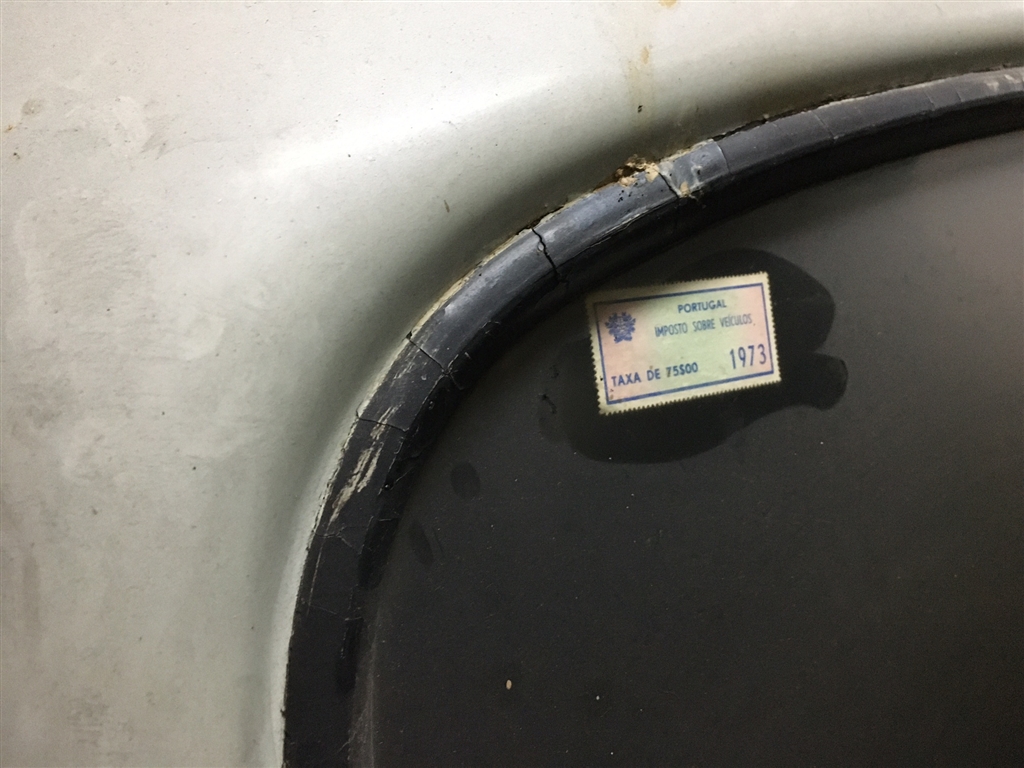 PORTUGAL
IMPOSTO SOBRE VEÍCULOS
TAXA DE 75$00 1973